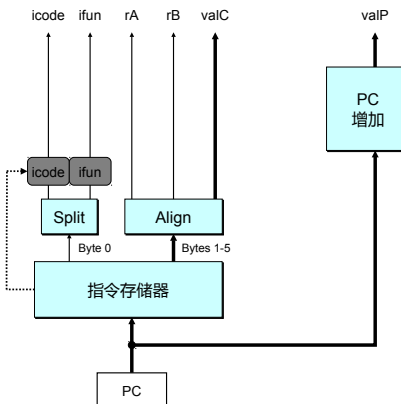 icode ifun rA rB valC valP
PC
增加
icode ifun
Split Align
Byte 0 Bytes 1-5
指令存储器
PC